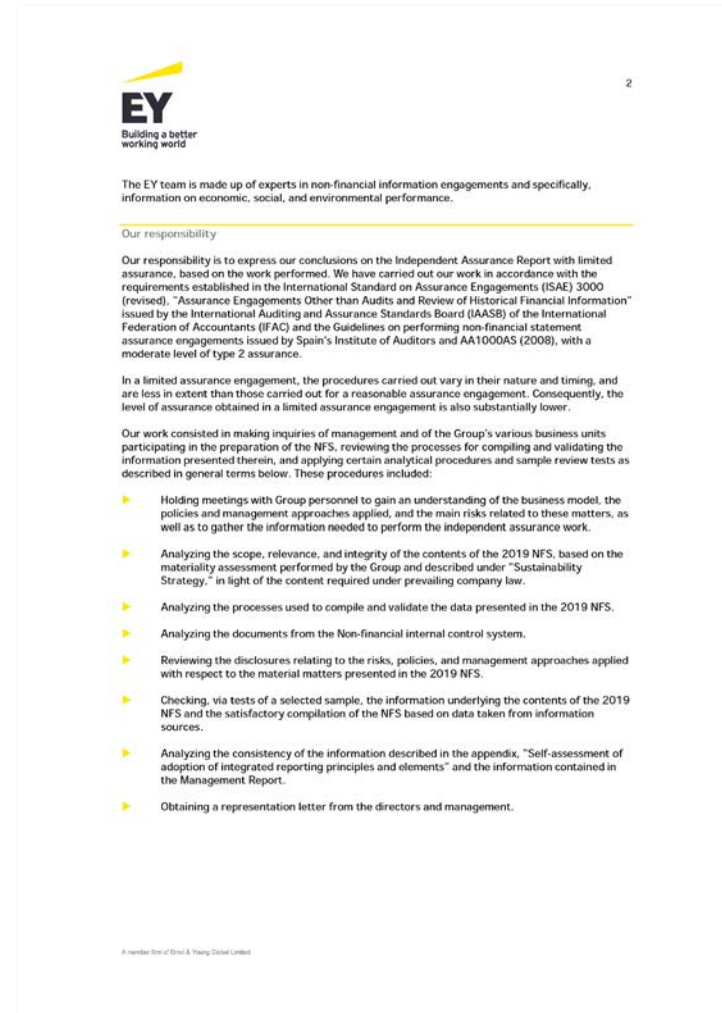 2
EY
Building a better
working world
The EY team is made up of experts in non-financial information engagements and specifically,
information on economic, social, and environmental performance.
Our responsibility
Our responsibility is to express our conclusions on the Independent Assurance Report with limited
assurance, based on the work performed. We have carried out our work in accordance with the
requirements established in the International Standard on Assurance Engagements (ISAE) 3000
(revised), "Assurance Engagements Other than Audits and Review of Historical Financial Information"
issued by the International Auditing and Assurance Standards Board (IAASB) of the International
Federation of Accountants (IFAC) and the Guidelines on performing non-financial statement
assurance engagements issued by Spain's Institute of Auditors and AA1000AS (2008), with a
moderate level of type 2 assurance.
In a limited assurance engagement, the procedures carried out vary in their nature and timing, and
are less in extent than those carried out for a reasonable assurance engagement. Consequently, the
level of assurance obtained in a limited assurance engagement is also substantially lower.
Our work consisted in making inquiries of management and of the Group's various business units
participating in the preparation of the NFS, reviewing the processes for compiling and validating the
information presented therein, and applying certain analytical procedures and sample review tests as
described in general terms below. These procedures included:
Holding meetings with Group personnel to gain an understanding of the business model, the
policies and management approaches applied, and the main risks related to these matters, as
well as to gather the information needed to perform the independent assurance work.
Analyzing the scope, relevance, and integrity of the contents of the 2019 NFS, based on the
materiality assessment performed by the Group and described under "Sustainability
Strategy," in light of the content required under prevailing company law.
Analyzing the processes used to compile and validate the data presented in the 2019 NFS.
Analyzing the documents from the Non-financial internal control system.
Reviewing the disclosures relating to the risks, policies, and management approaches applied
with respect to the material matters presented in the 2019 NFS.
Checking, via tests of a selected sample, the information underlying the contents of the 2019
NFS and the satisfactory compilation of the NFS based on data taken from information
sources.
Analyzing the consistency of the information described in the appendix, "Self-assessment of
adoption of integrated reporting principles and elements" and the information contained in
the Management Report.
Obtaining a representation letter from the directors and management.
A member firm of Ernst & Young Global Limited